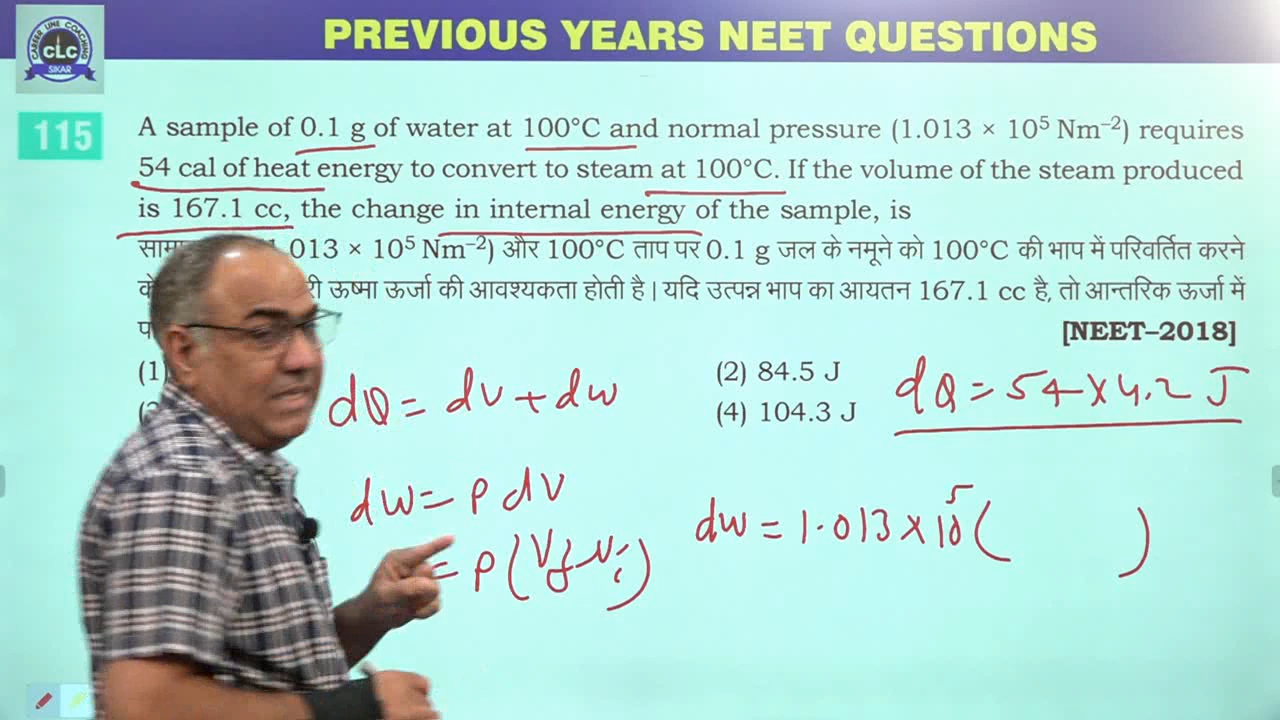 PREVIOUS YEARS NEET QUESTIONS
CAREER LINE COACHING
CLC
SIKAR
115
A sample of 0.1 g of water at 100°C and normal pressure (1.013 × 10⁵ Nm⁻²) requires
54 cal of heat energy to convert to steam at 100°C. If the volume of the steam produced
is 167.1 cc, the change in internal energy of the sample, is
.013 × 10⁵ Nm⁻²) और 100°C ताप पर 0.1 g जल के नमूने को 100°C की भाप में परिवर्तित करने
ऊष्मा ऊर्जा की आवश्यकता होती है। यदि उत्पन्न भाप का आयतन 167.1 cc है, तो आन्तरिक ऊर्जा में
[NEET–2018]
(1)
(2) 84.5 J
(4) 104.3 J
dQ = dU + dW
dQ = 54 × 4.2 J
dW = P dV
= P (Vf - Vi)
dW = 1.013 × 10⁵ (    )